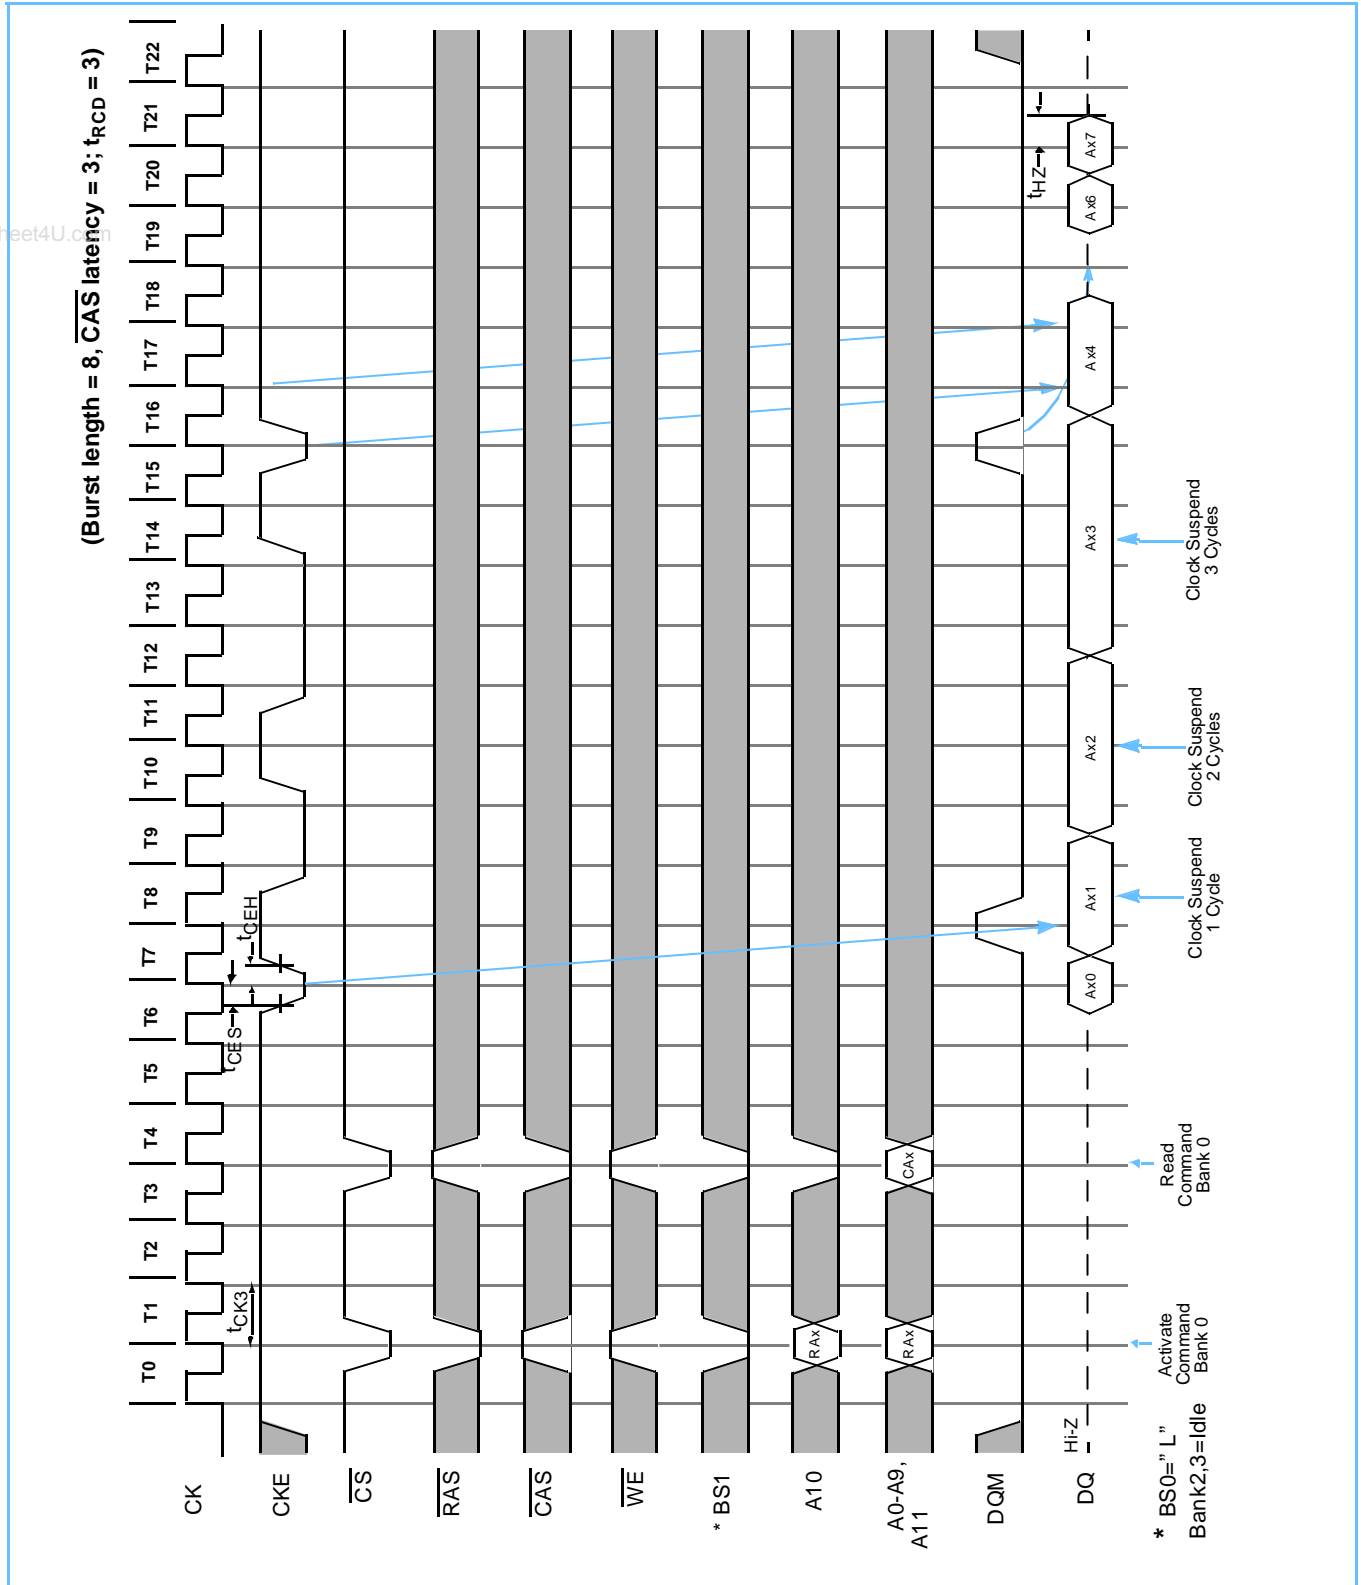 (Burst length = 8, CAS latency = 3; tRCD = 3)
T0 T1 T2 T3 T4 T5 T6 T7 T8 T9 T10 T11 T12 T13 T14 T15 T16 T17 T18 T19 T20 T21 T22
CK
tCK3
tCES
tCEH
CKE
CS
RAS
CAS
WE
* BS1
A10
RAx
A0-A9,
A11
RAx
CAx
DQM
tHZ
DQ
Hi-Z
Ax0
Ax1
Ax2
Ax3
Ax4
Ax6
Ax7
* BS0=" L"
Bank2,3=Idle
Activate
Command
Bank 0
Read
Command
Bank 0
Clock Suspend
1 Cycle
Clock Suspend
2 Cycles
Clock Suspend
3 Cycles
heet4U.com